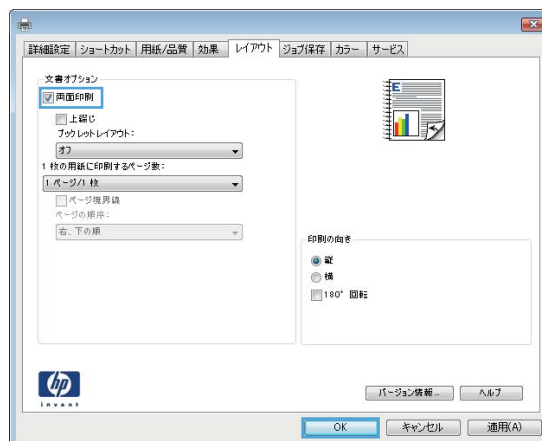 詳細設定 ショートカット 用紙/品質 効果 レイアウト ジョブ保存 カラー サービス
文書オプション
両面印刷
上綴じ
ブックレットレイアウト:
オフ
1 枚の用紙に印刷するページ数:
1 ページ/1 枚
ページ境界線
ページの順序:
右、下の順
E
印刷の向き
縦
横
180° 回転
hp
invent
バージョン情報... ヘルプ
OK キャンセル 適用(A)